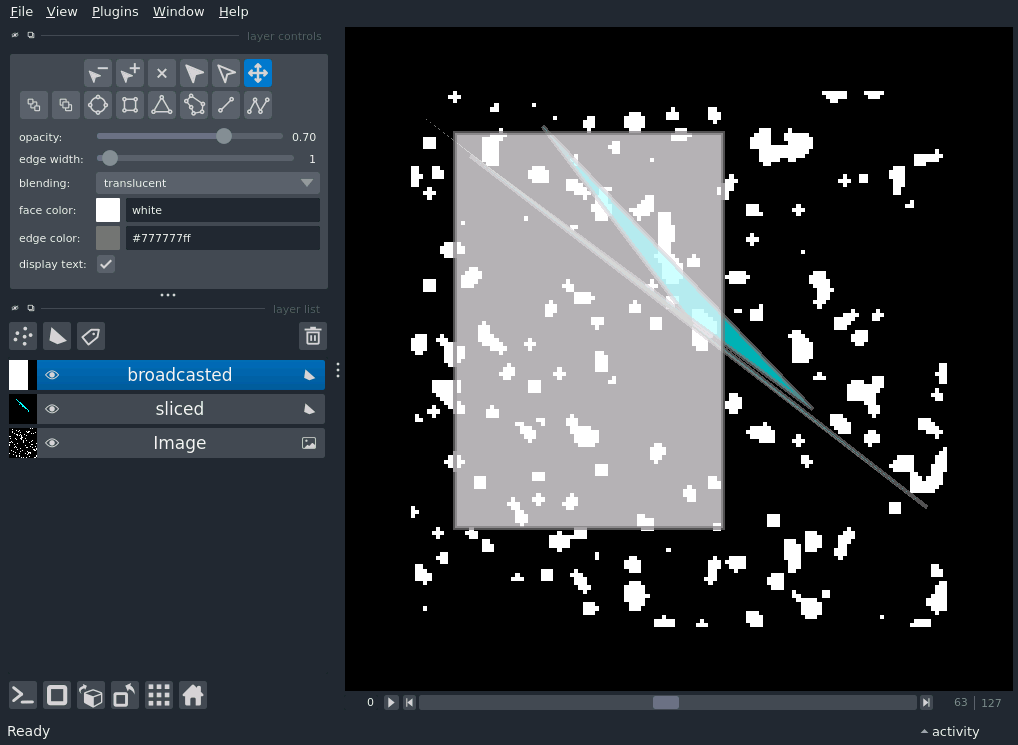 File View Plugins Window Help
layer controls
opacity: 0.70
edge width: 1
blending: translucent
face color: white
edge color: #777777ff
display text:
layer list
broadcasted
sliced
Image
0 63 127
Ready activity